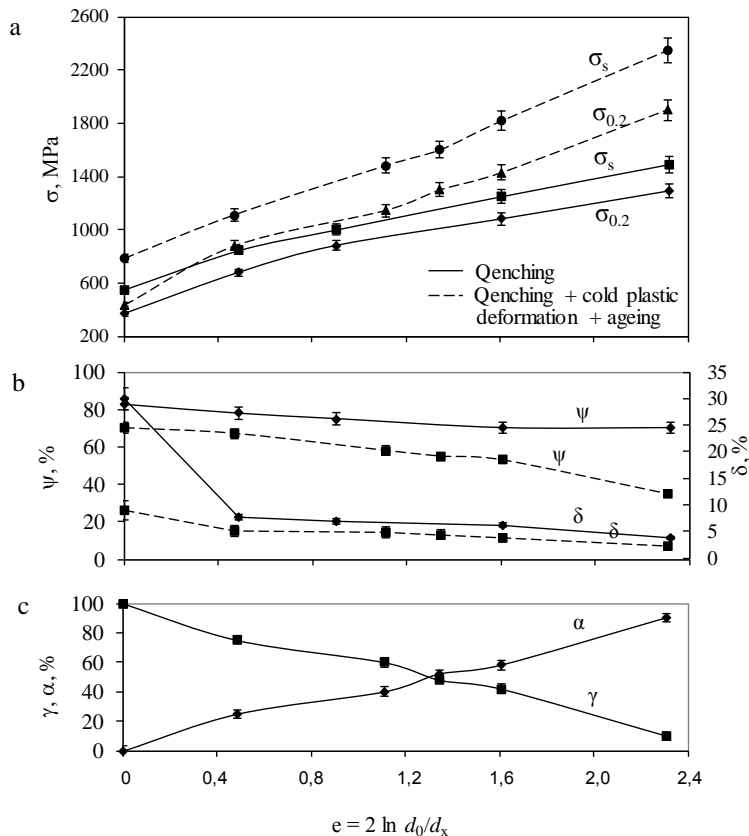 a
2600
2200
1800
1400
1000
600
200
σ, MPa
σs
σ0.2
σs
σ0.2
Qenching
Qenching + cold plastic
deformation + ageing
b
100
80
60
40
20
0
ψ, %
35
30
25
20
15
10
5
0
δ, %
ψ
ψ
δ
δ
c
100
80
60
40
20
0
γ, α, %
α
γ
0 0,4 0,8 1,2 1,6 2,0 2,4
e = 2 ln d0/dx